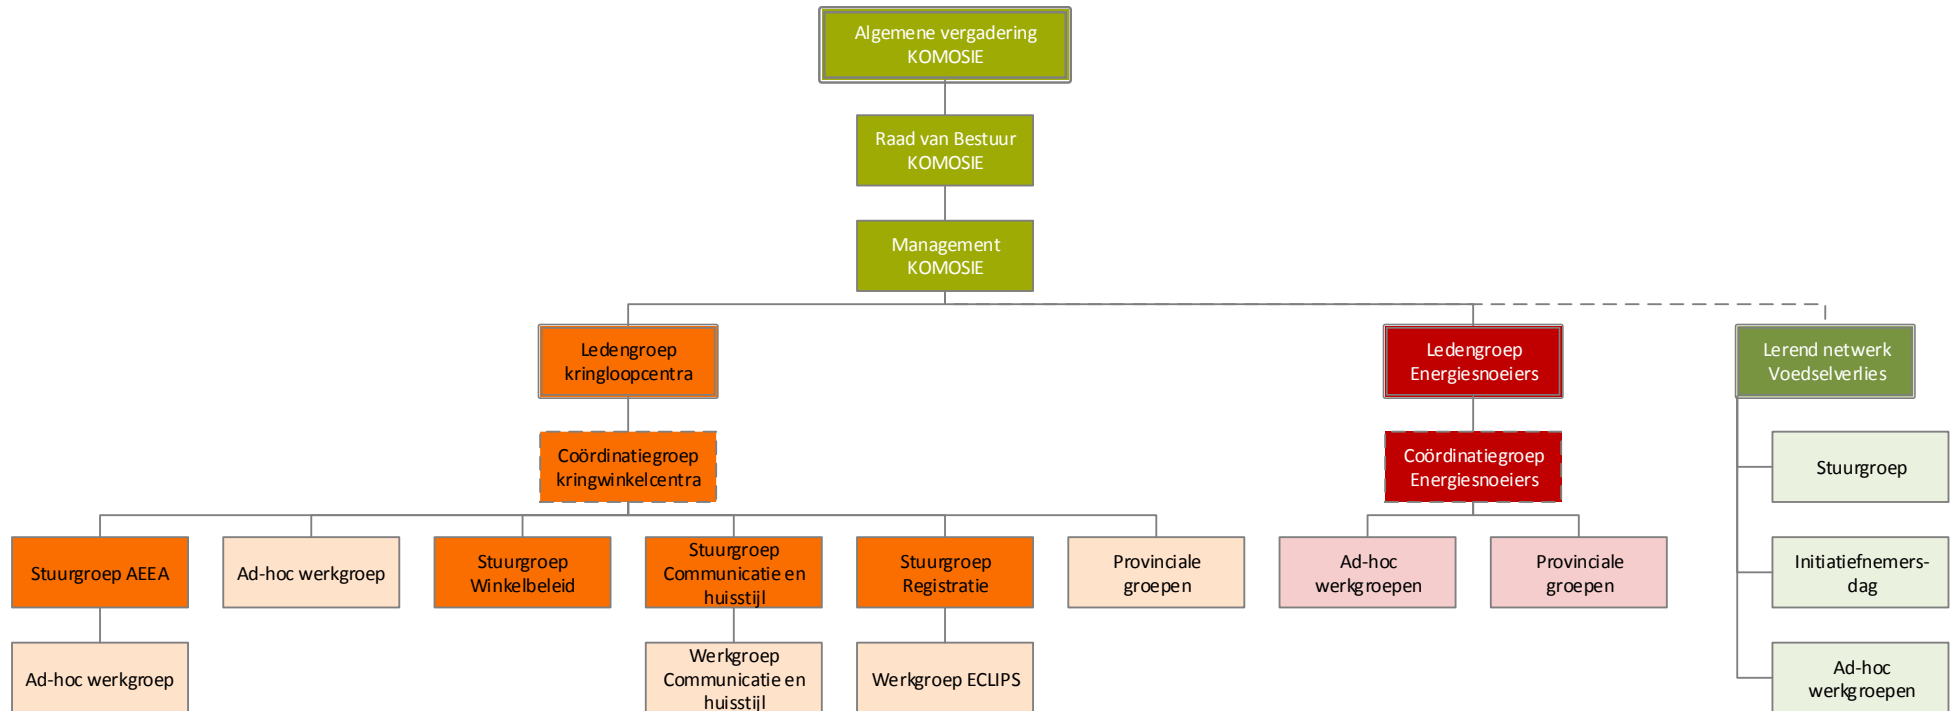 Algemene vergadering
KOMOSIE
Raad van Bestuur
KOMOSIE
Management
KOMOSIE
Ledengroep
kringloopcentra
Ledengroep
Energiesnoeiers
Lerend netwerk
Voedselverlies
Coördinatiegroep
kringwinkelcentra
Coördinatiegroep
Energiesnoeiers
Stuurgroep
Stuurgroep AEEA
Ad-hoc werkgroep
Stuurgroep
Winkelbeleid
Stuurgroep
Communicatie en
huisstijl
Stuurgroep
Registratie
Provinciale
groepen
Ad-hoc
werkgroepen
Provinciale
groepen
Initiatiefnemers-
dag
Ad-hoc werkgroep
Werkgroep
Communicatie en
huisstijl
Werkgroep ECLIPS
Ad-hoc
werkgroepen